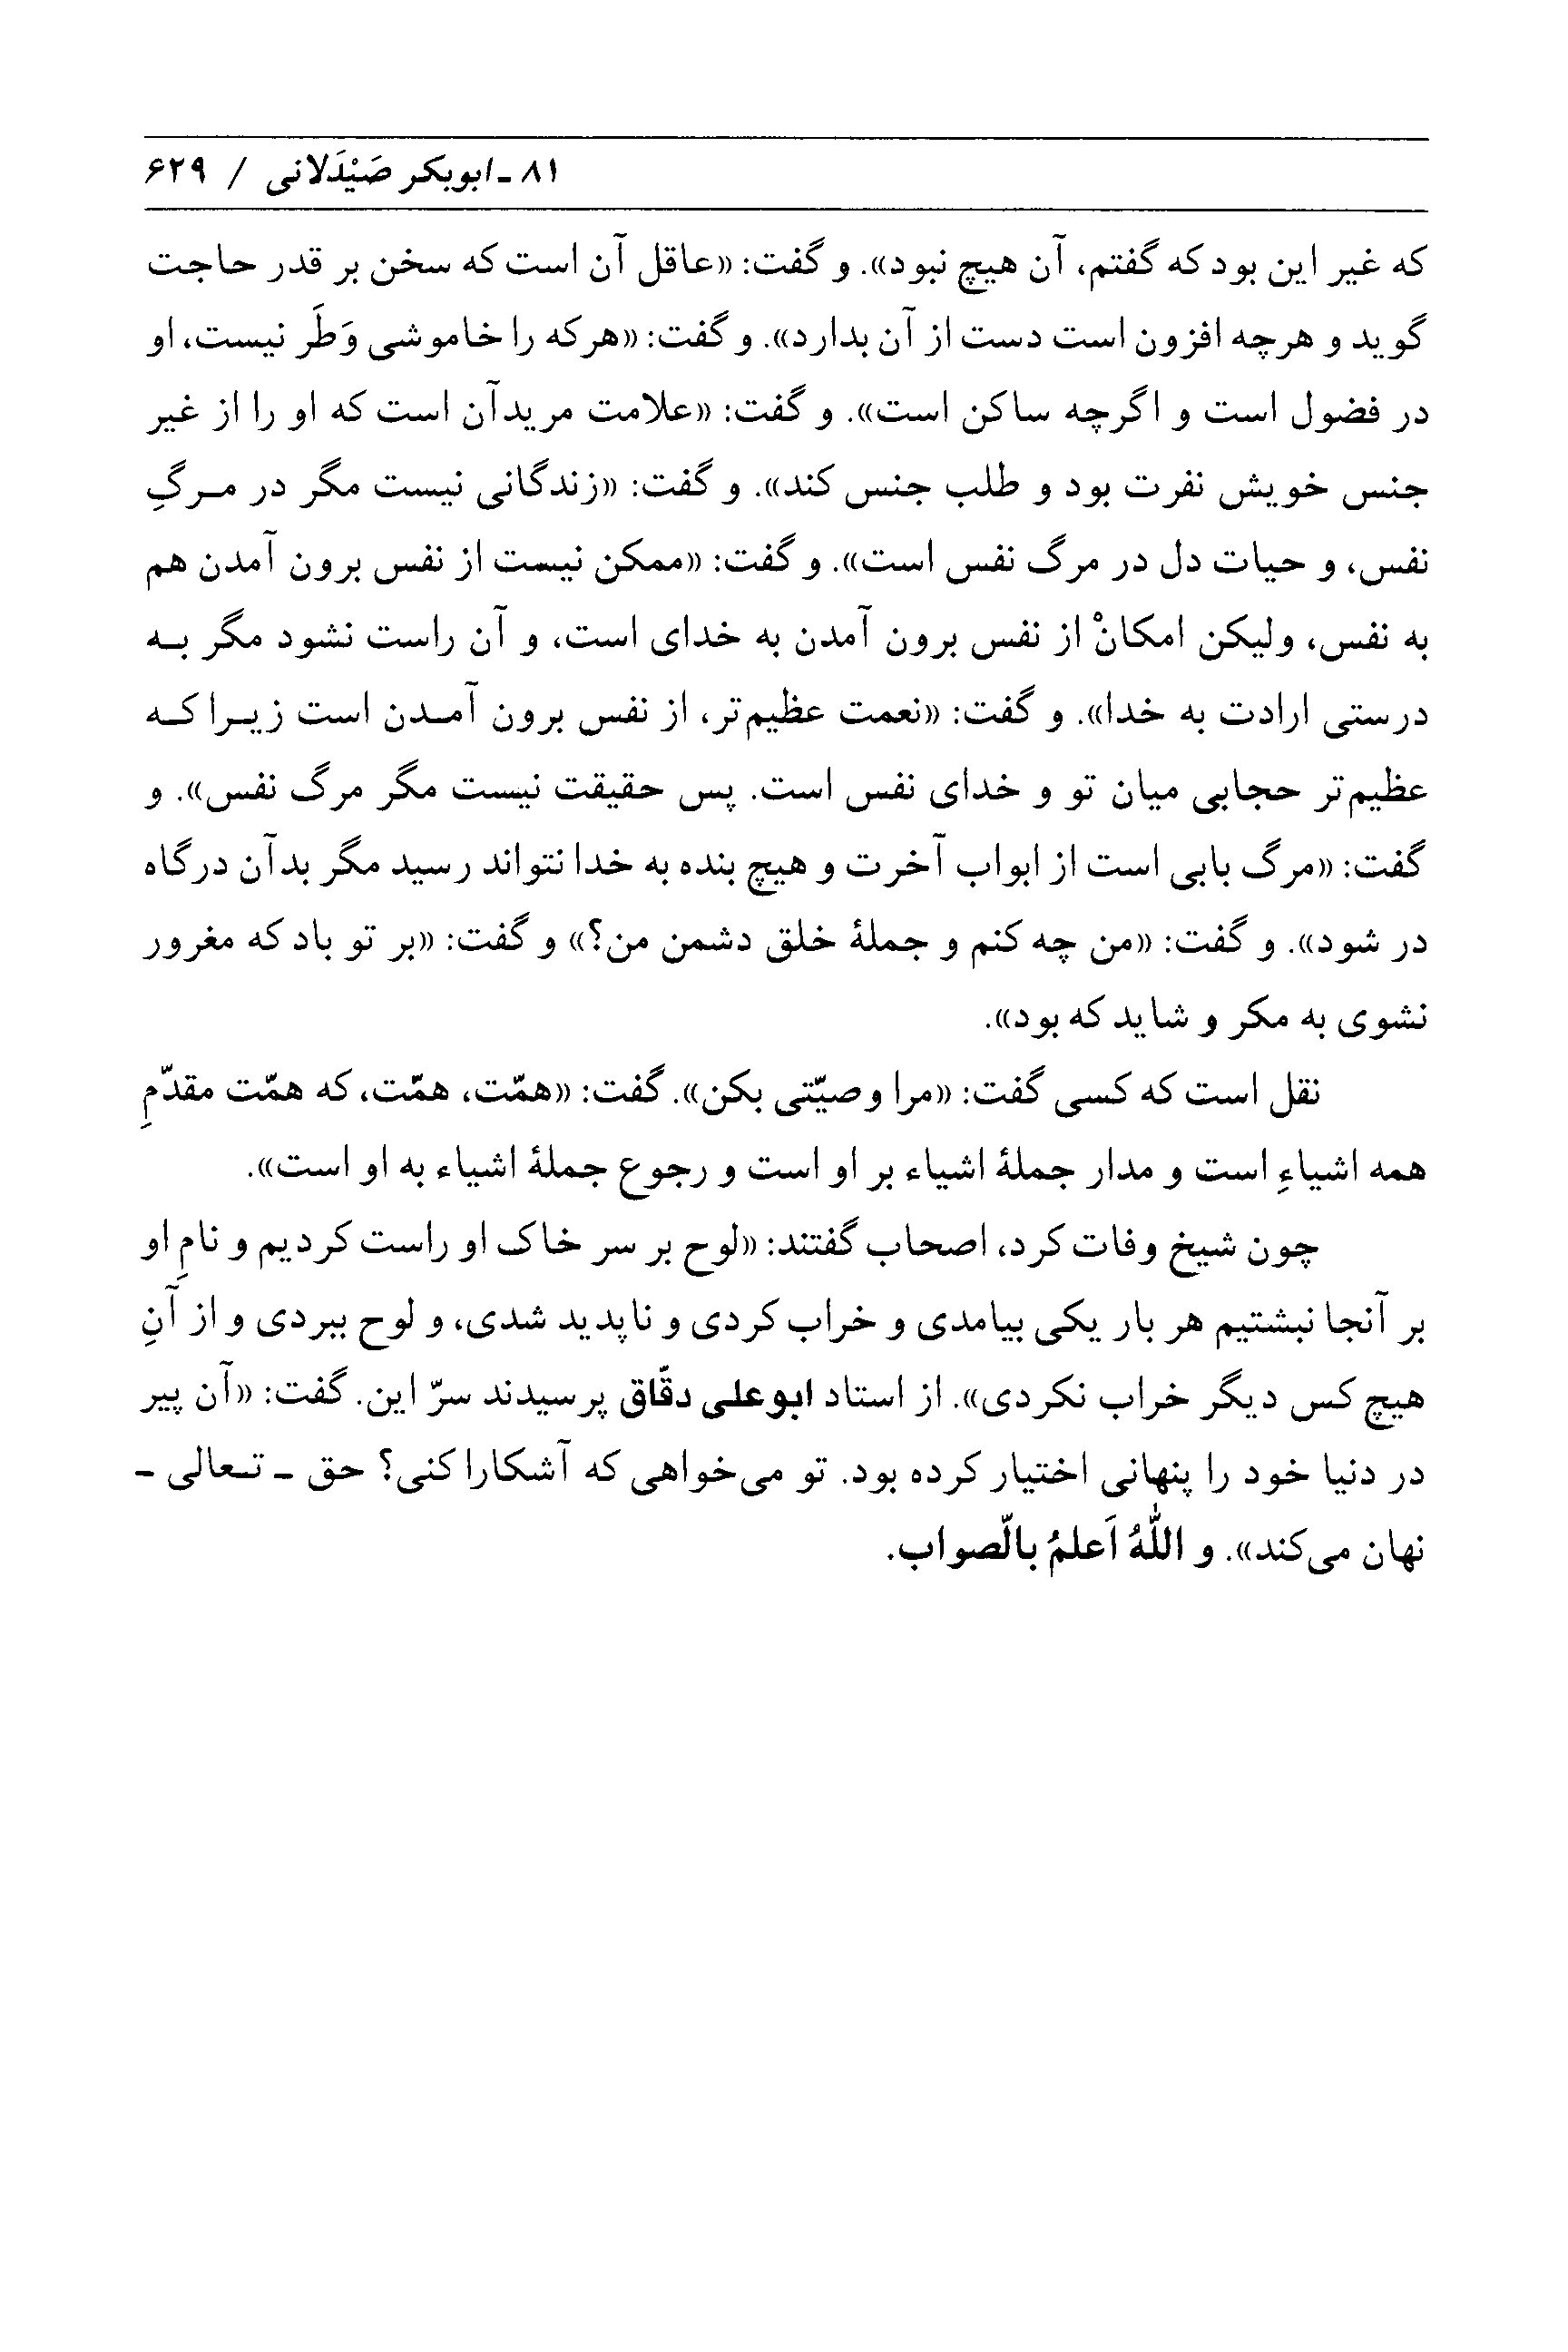 ۸۱ ـ ابوبکر صَیْدَلانی / ۶۲۹
که غیر این بود که گفتم، آن هیچ نبود». و گفت: «عاقل آن است که سخن بر قدر حاجت
گوید و هرچه افزون است دست از آن بدارد». و گفت: «هرکه را خاموشی وَطَر نیست، او
در فضول است و اگرچه ساکن است». و گفت: «علامت مریدآن است که او را از غیر
جنس خویش نفرت بود و طلب جنس کند». و گفت: «زندگانی نیست مگر در مـرگِ
نفس، و حیات دل در مرگ نفس است». و گفت: «ممکن نیست از نفس برون آمدن هم
به نفس، ولیکن امکانْ از نفس برون آمدن به خدای است، و آن راست نشود مگر بـه
درستی ارادت به خدا». و گفت: «نعمت عظیم‌تر، از نفس برون آمـدن است زیـرا کـه
عظیم‌تر حجابی میان تو و خدای نفس است. پس حقیقت نیست مگر مرگ نفس». و
گفت: «مرگ بابی است از ابواب آخرت و هیچ بنده به خدا نتواند رسید مگر بدآن درگاه
در شود». و گفت: «من چه کنم و جملهٔ خلق دشمن من؟» و گفت: «بر تو باد که مغرور
نشوی به مکر و شاید که بود».
نقل است که کسی گفت: «مرا وصیّتی بکن». گفت: «همّت، همّت، که همّت مقدّمِ
همه اشیاءِ است و مدار جملهٔ اشیاء بر او است و رجوع جملهٔ اشیاء به او است».
چون شیخ وفات کرد، اصحاب گفتند: «لوح بر سر خاک او راست کردیم و نامِ او
بر آنجا نبشتیم هر بار یکی بیامدی و خراب کردی و ناپدید شدی، و لوح ببردی و از آنِ
هیچ کس دیگر خراب نکردی». از استاد ابوعلی دقّاق پرسیدند سرّ این. گفت: «آن پیر
در دنیا خود را پنهانی اختیار کرده بود. تو می‌خواهی که آشکارا کنی؟ حق ـ تـعالی ـ
نهان می‌کند». و اللّهُ اَعلمُ بالّصواب.